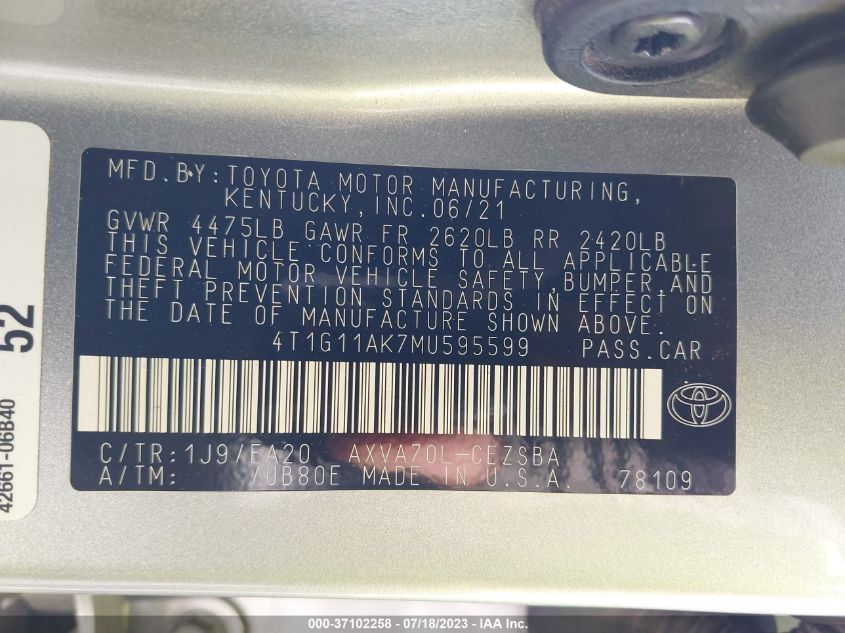 MFD.BY:TOYOTA MOTOR MANUFACTURING,
KENTUCKY,INC.06/21
GVWR 4475LB GAWR FR 2620LB RR 2420LB
THIS VEHICLE CONFORMS TO ALL APPLICABLE
FEDERAL MOTOR VEHICLE SAFETY,BUMPER,AND
THEFT PREVENTION STANDARDS IN EFFECT ON
THE DATE OF MANUFACTURE SHOWN ABOVE.
4T1G11AK7MU595599 PASS.CAR
C/TR:1J9/EA20 AXVA70L-CEZSBA
A/TM: /UB80E MADE IN U.S.A. 78109
52
42661-06B40
000-37102258 - 07/18/2023 - IAA Inc.